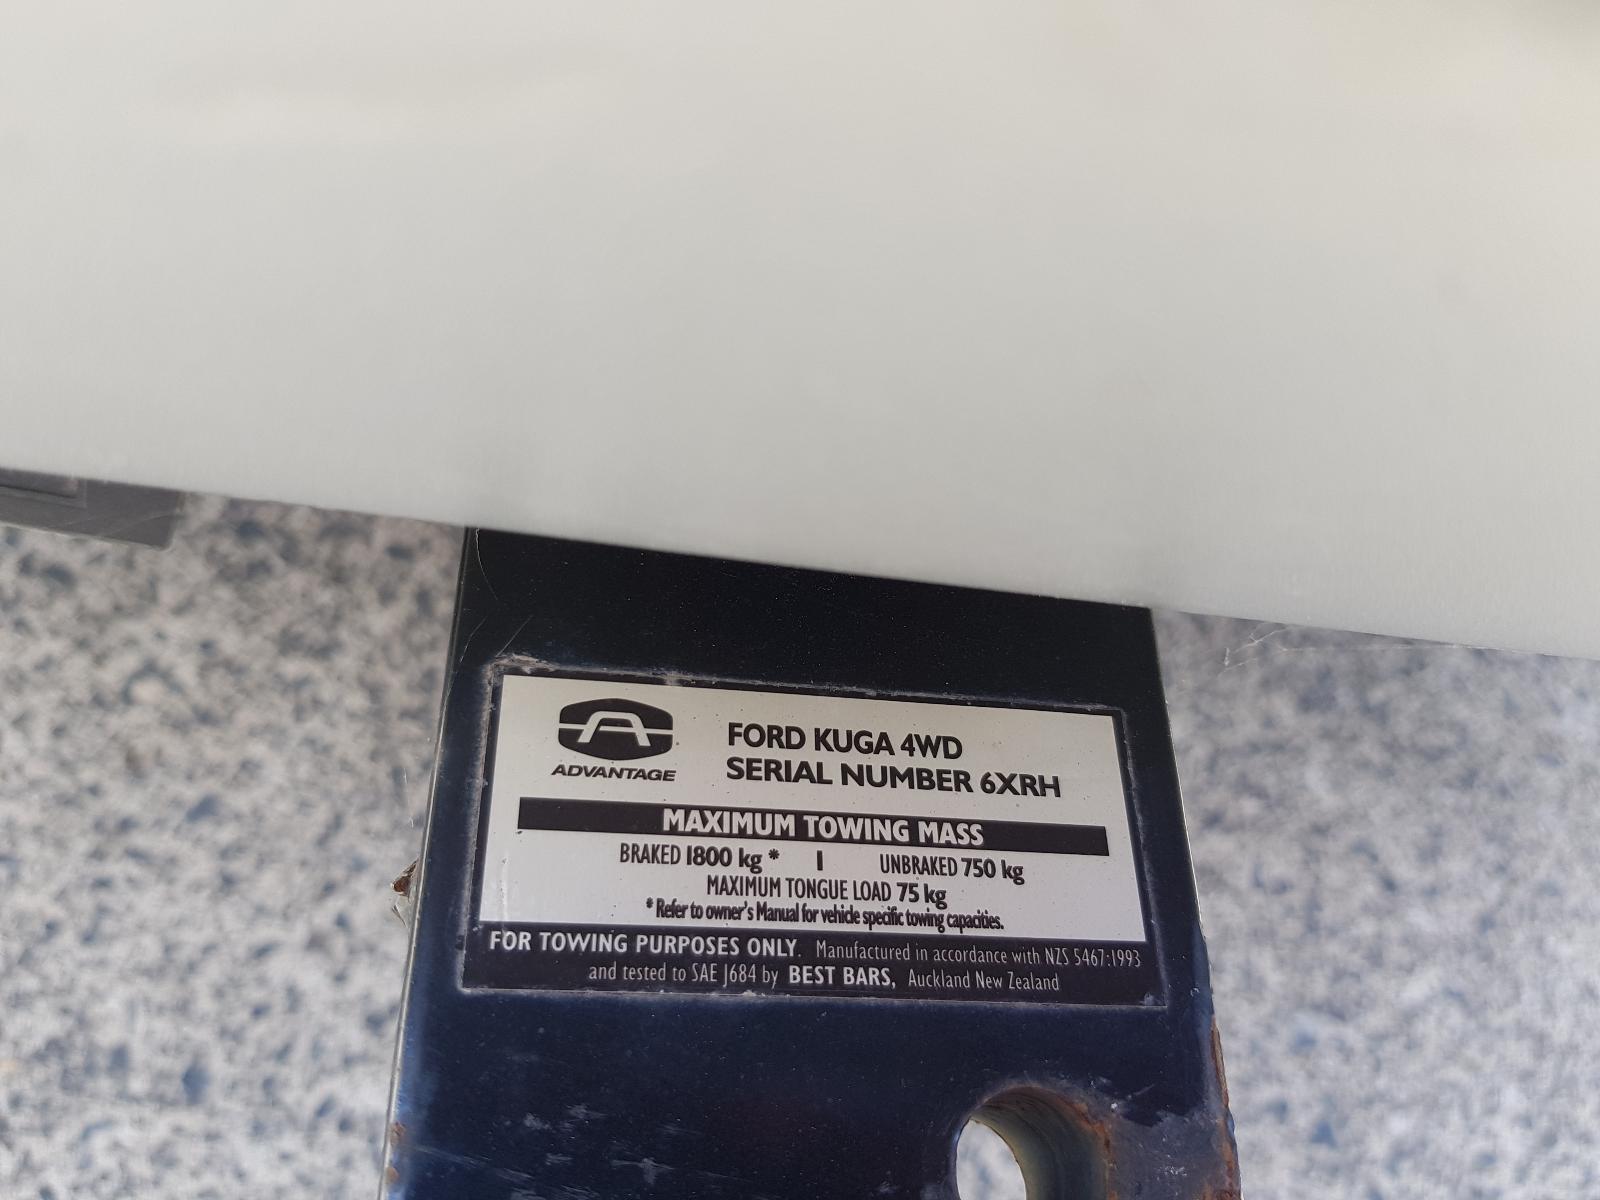 A
ADVANTAGE
FORD KUGA 4WD
SERIAL NUMBER 6XRH
MAXIMUM TOWING MASS
BRAKED 1800 kg * | UNBRAKED 750 kg
MAXIMUM TONGUE LOAD 75 kg
* Refer to owner's Manual for vehicle specific towing capacities.
FOR TOWING PURPOSES ONLY. Manufactured in accordance with NZS 5467:1993
and tested to SAE J684 by BEST BARS, Auckland New Zealand